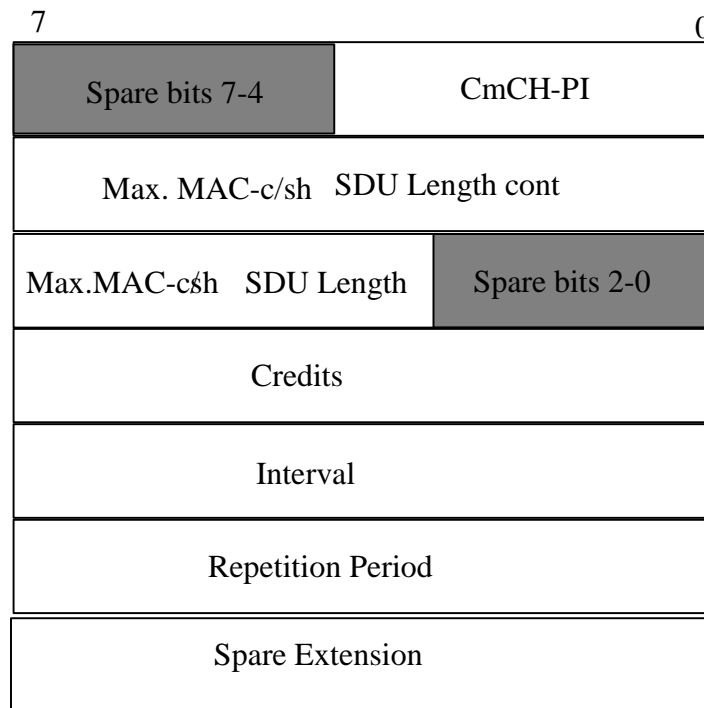 7 0
Spare bits 7-4 CmCH-PI
Max. MAC-c/sh SDU Length cont
Max.MAC-c/sh SDU Length Spare bits 2-0
Credits
Interval
Repetition Period
Spare Extension